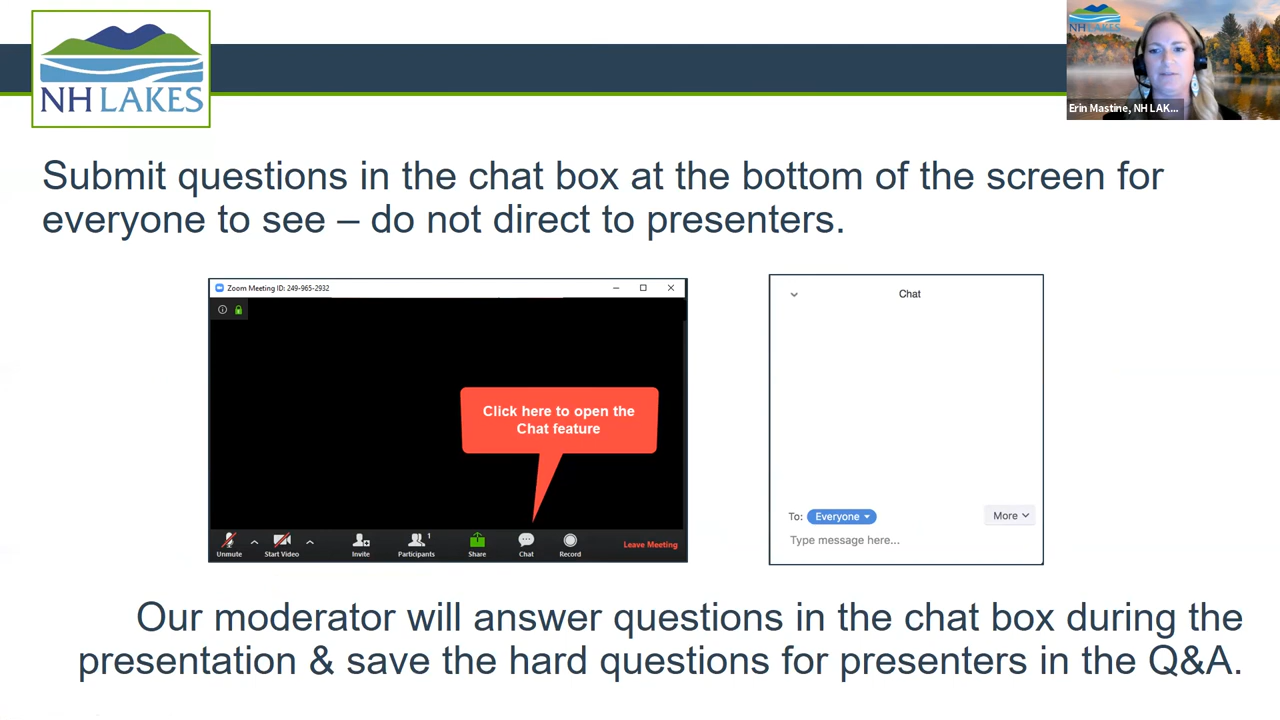 NH LAKES
NH LAKES
Erin Mastine, NH LAK...
Submit questions in the chat box at the bottom of the screen for
everyone to see – do not direct to presenters.
Zoom Meeting ID: 249-965-2932
Click here to open the
Chat feature
Unmute
Start Video
Invite
1
Participants
Share
Chat
Record
Leave Meeting
Chat
To: Everyone
More
Type message here...
Our moderator will answer questions in the chat box during the
presentation & save the hard questions for presenters in the Q&A.